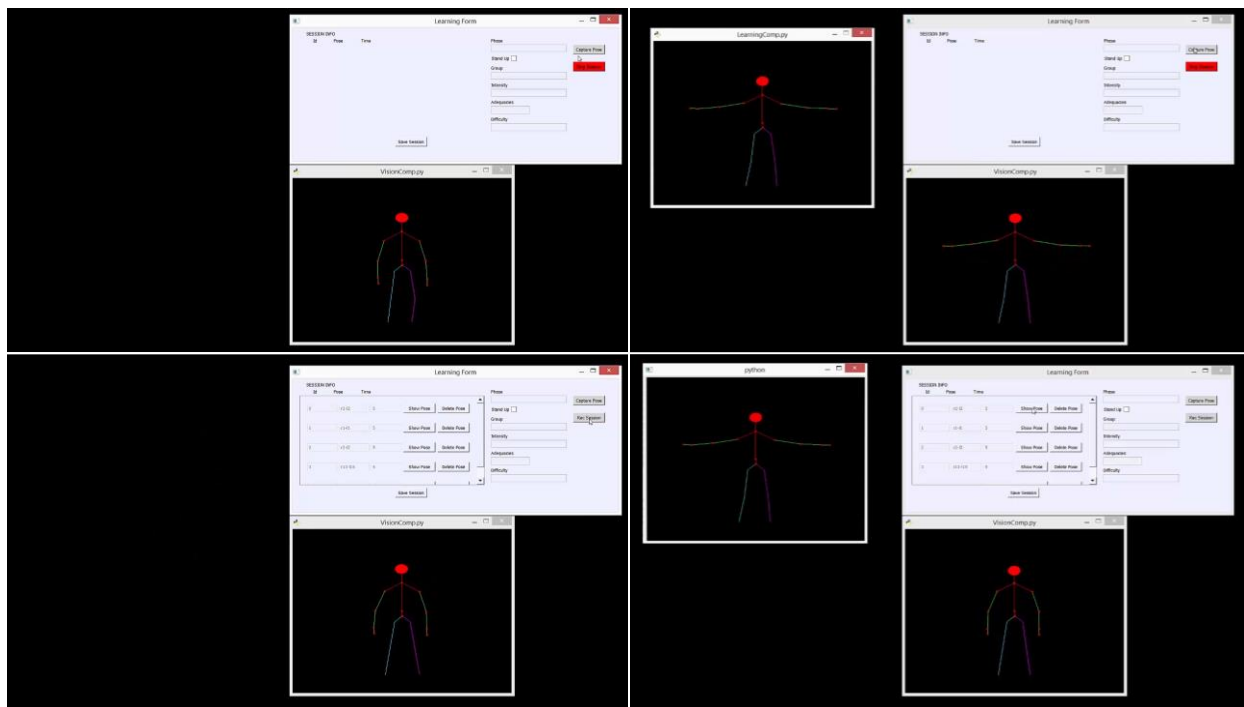 Learning Form
SESSION INFO
Id Pose Time
Phase
Capture Pose
Stand Up
Group
Intensity
Adequacies
Difficulty
Save Session
VisionComp.py
LearningComp.py
Learning Form
SESSION INFO
Id Pose Time
Phase
Capture Pose
Stand Up
Group
Intensity
Adequacies
Difficulty
Save Session
VisionComp.py
Learning Form
SESSION INFO
Id Pose Time
Phase
Capture Pose
Show Pose Delete Pose
Stand Up
Rec Session
Group
Show Pose Delete Pose
Intensity
Show Pose Delete Pose
Adequacies
Show Pose Delete Pose
Difficulty
Save Session
VisionComp.py
python
Learning Form
SESSION INFO
Id Pose Time
Phase
Capture Pose
Show Pose Delete Pose
Stand Up
Rec Session
Group
Show Pose Delete Pose
Intensity
Show Pose Delete Pose
Adequacies
Show Pose Delete Pose
Difficulty
Save Session
VisionComp.py